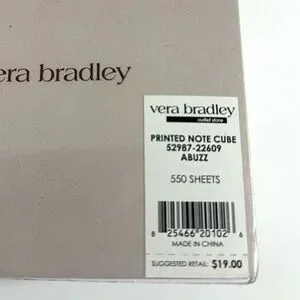 era bradley
vera bradley
outlet store
PRINTED NOTE CUBE
52987-22609
ABUZZ
550 SHEETS
8 25466 20102 6
MADE IN CHINA
SUGGESTED RETAIL: $19.00